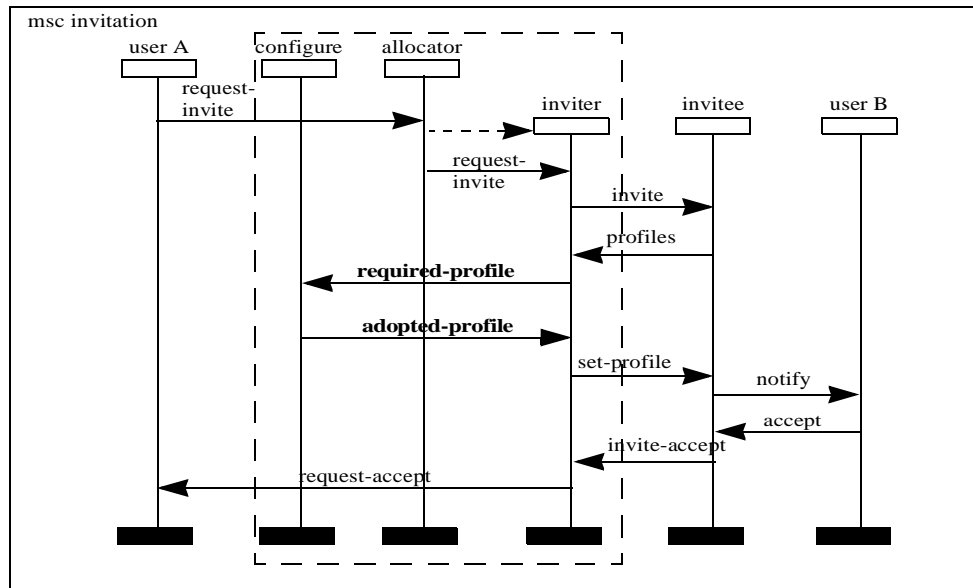 msc invitation
user A
configure
allocator
request-
invite
inviter
invitee
user B
request-
invite
invite
profiles
required-profile
adopted-profile
set-profile
notify
accept
invite-accept
request-accept